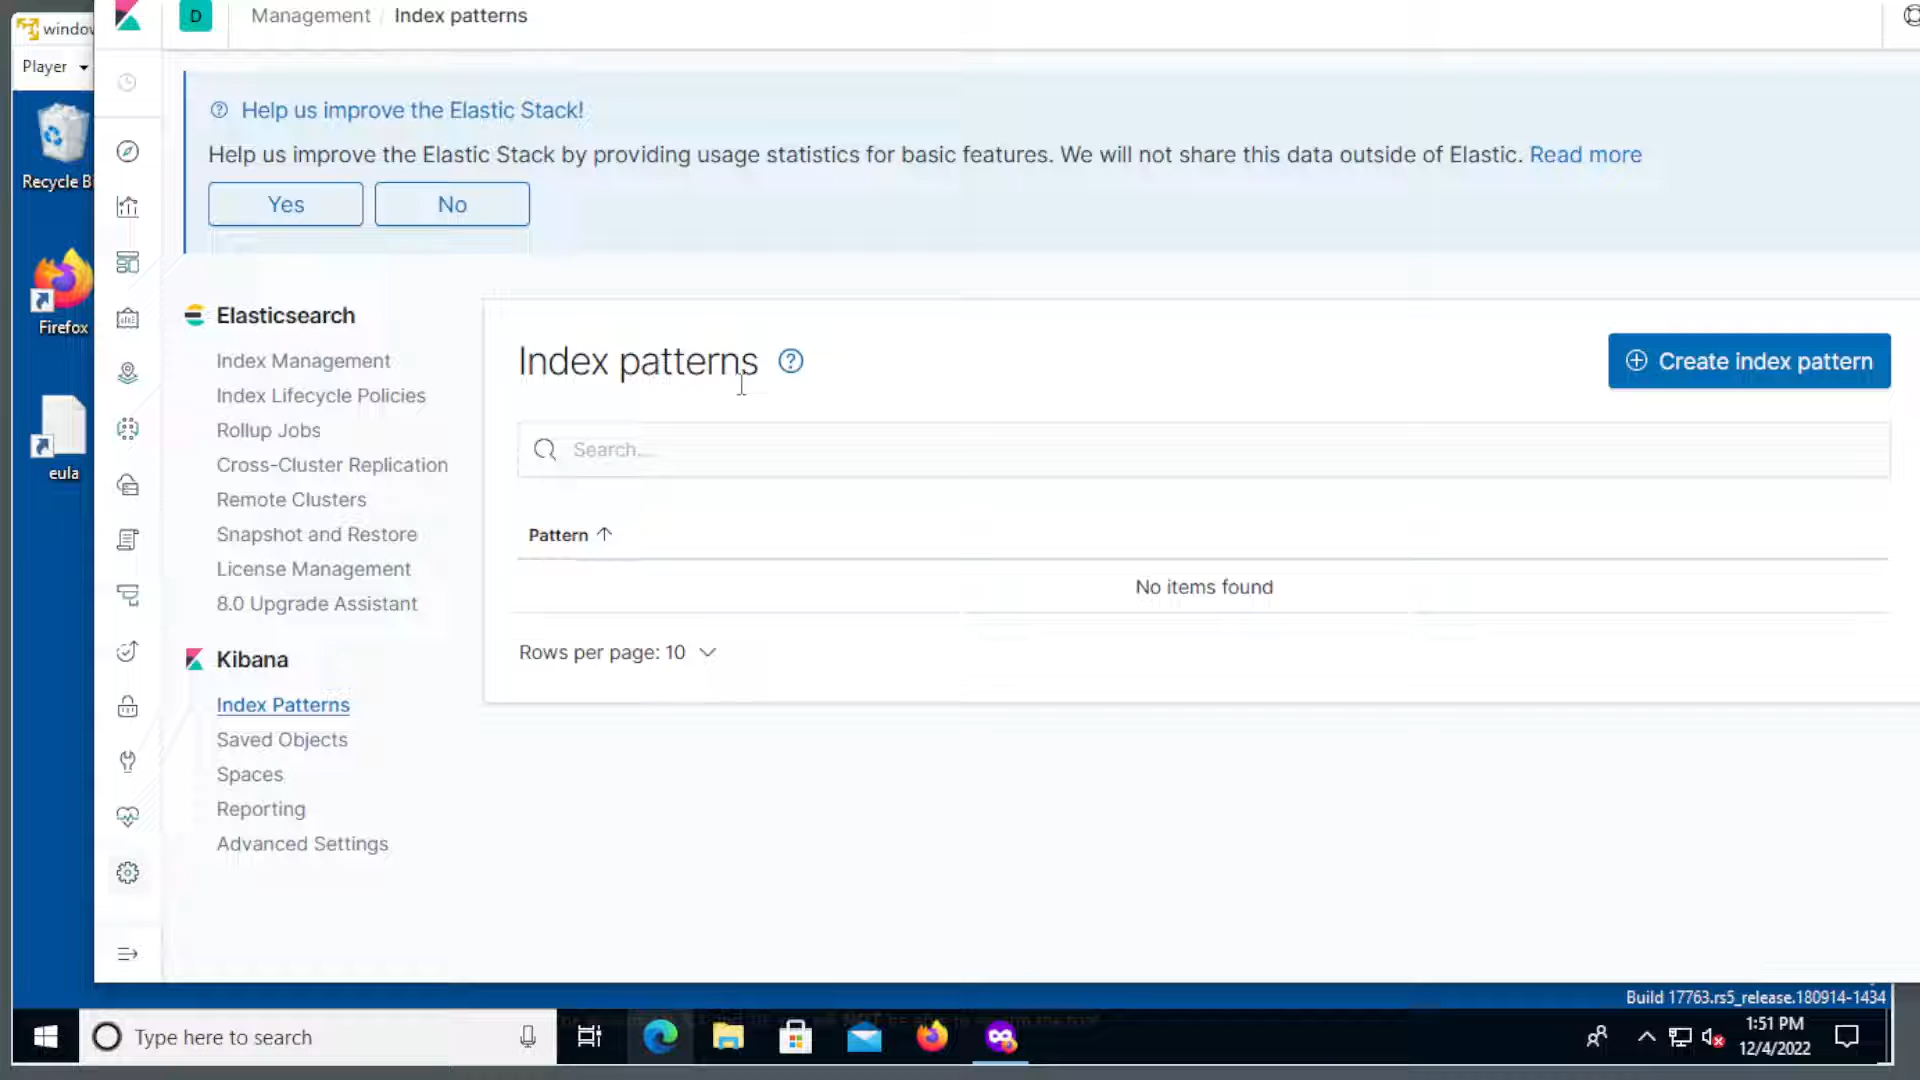 window
Player
Recycle Bi
Firefox
eula
D
Management / Index patterns
Help us improve the Elastic Stack!
Help us improve the Elastic Stack by providing usage statistics for basic features. We will not share this data outside of Elastic. Read more
Yes
No
Elasticsearch
Index Management
Index Lifecycle Policies
Rollup Jobs
Cross-Cluster Replication
Remote Clusters
Snapshot and Restore
License Management
8.0 Upgrade Assistant
Kibana
Index Patterns
Saved Objects
Spaces
Reporting
Advanced Settings
Index patterns
Create index pattern
Search...
Pattern
No items found
Rows per page: 10
Build 17763.rs5_release.180914-1434
Type here to search
1:51 PM
12/4/2022